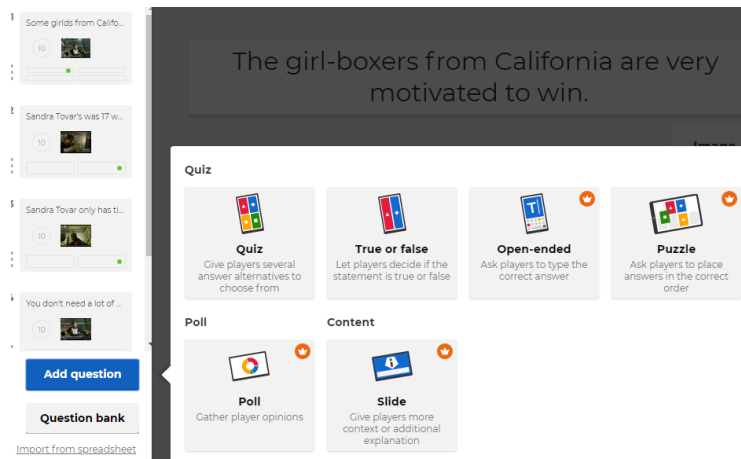 1
Some girlds from Califo...
10
2
Sandra Tovar's was 17 w...
10
3
Sandra Tovar only has ti...
10
You don't need a lot of ...
10
Add question
Question bank
Import from spreadsheet
The girl-boxers from California are very
motivated to win.
Quiz
Quiz
Give players several
answer alternatives to
choose from
True or false
Let players decide if the
statement is true or false
Open-ended
Ask players to type the
correct answer
Puzzle
Ask players to place
answers in the correct
order
Poll
Poll
Gather player opinions
Content
Slide
Give players more
context or additional
explanation